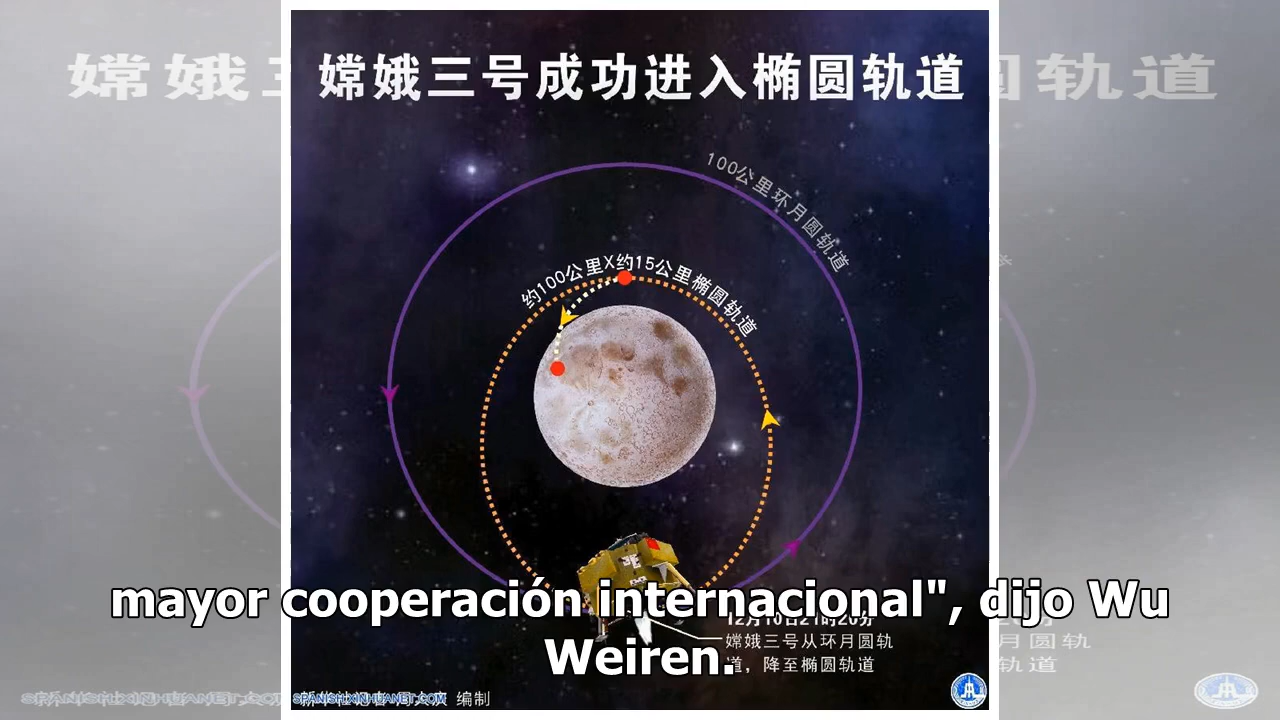 嫦娥三号成功进入椭圆轨道
100公里环月圆轨道
约100公里X约15公里椭圆轨道
mayor cooperación internacional", dijo Wu
Weiren.
12月10日21时20分
嫦娥三号从环月圆轨
道，降至椭圆轨道
SPANISH.XINHUANET.COM 编制